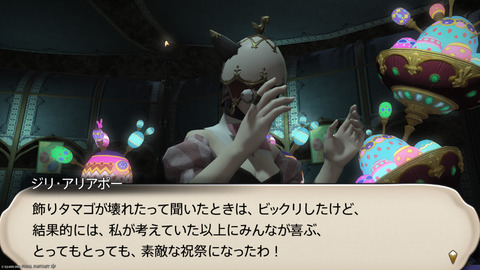 ジリ・アリアポー
飾りタマゴが壊れたって聞いたときは、ビックリしたけど、
結果的には、私が考えていた以上にみんなが喜ぶ、
とってもとっても、素敵な祝祭になったわ！